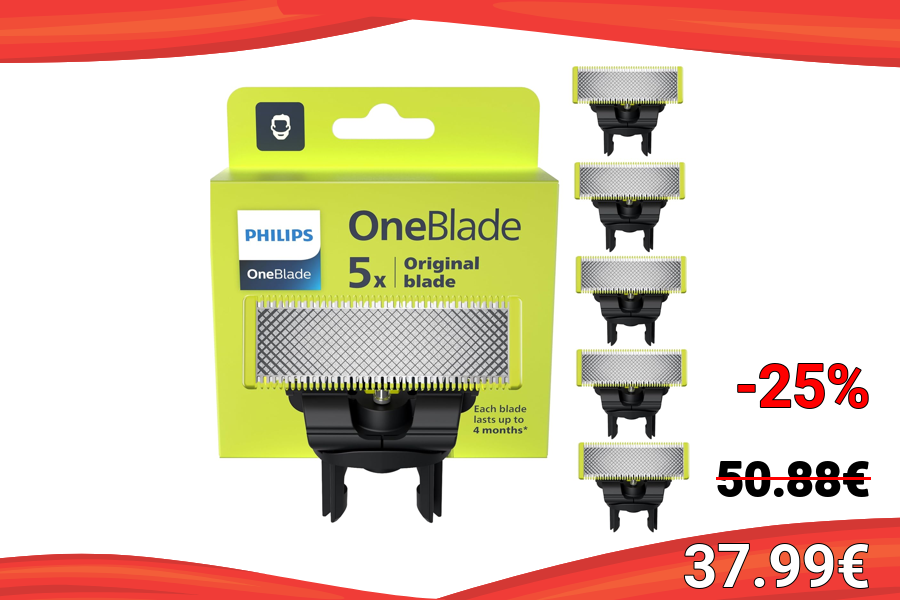 PHILIPS
OneBlade
OneBlade
5x
Original
blade
Each blade
lasts up to
4 months*
-25%
50.88€
37.99€